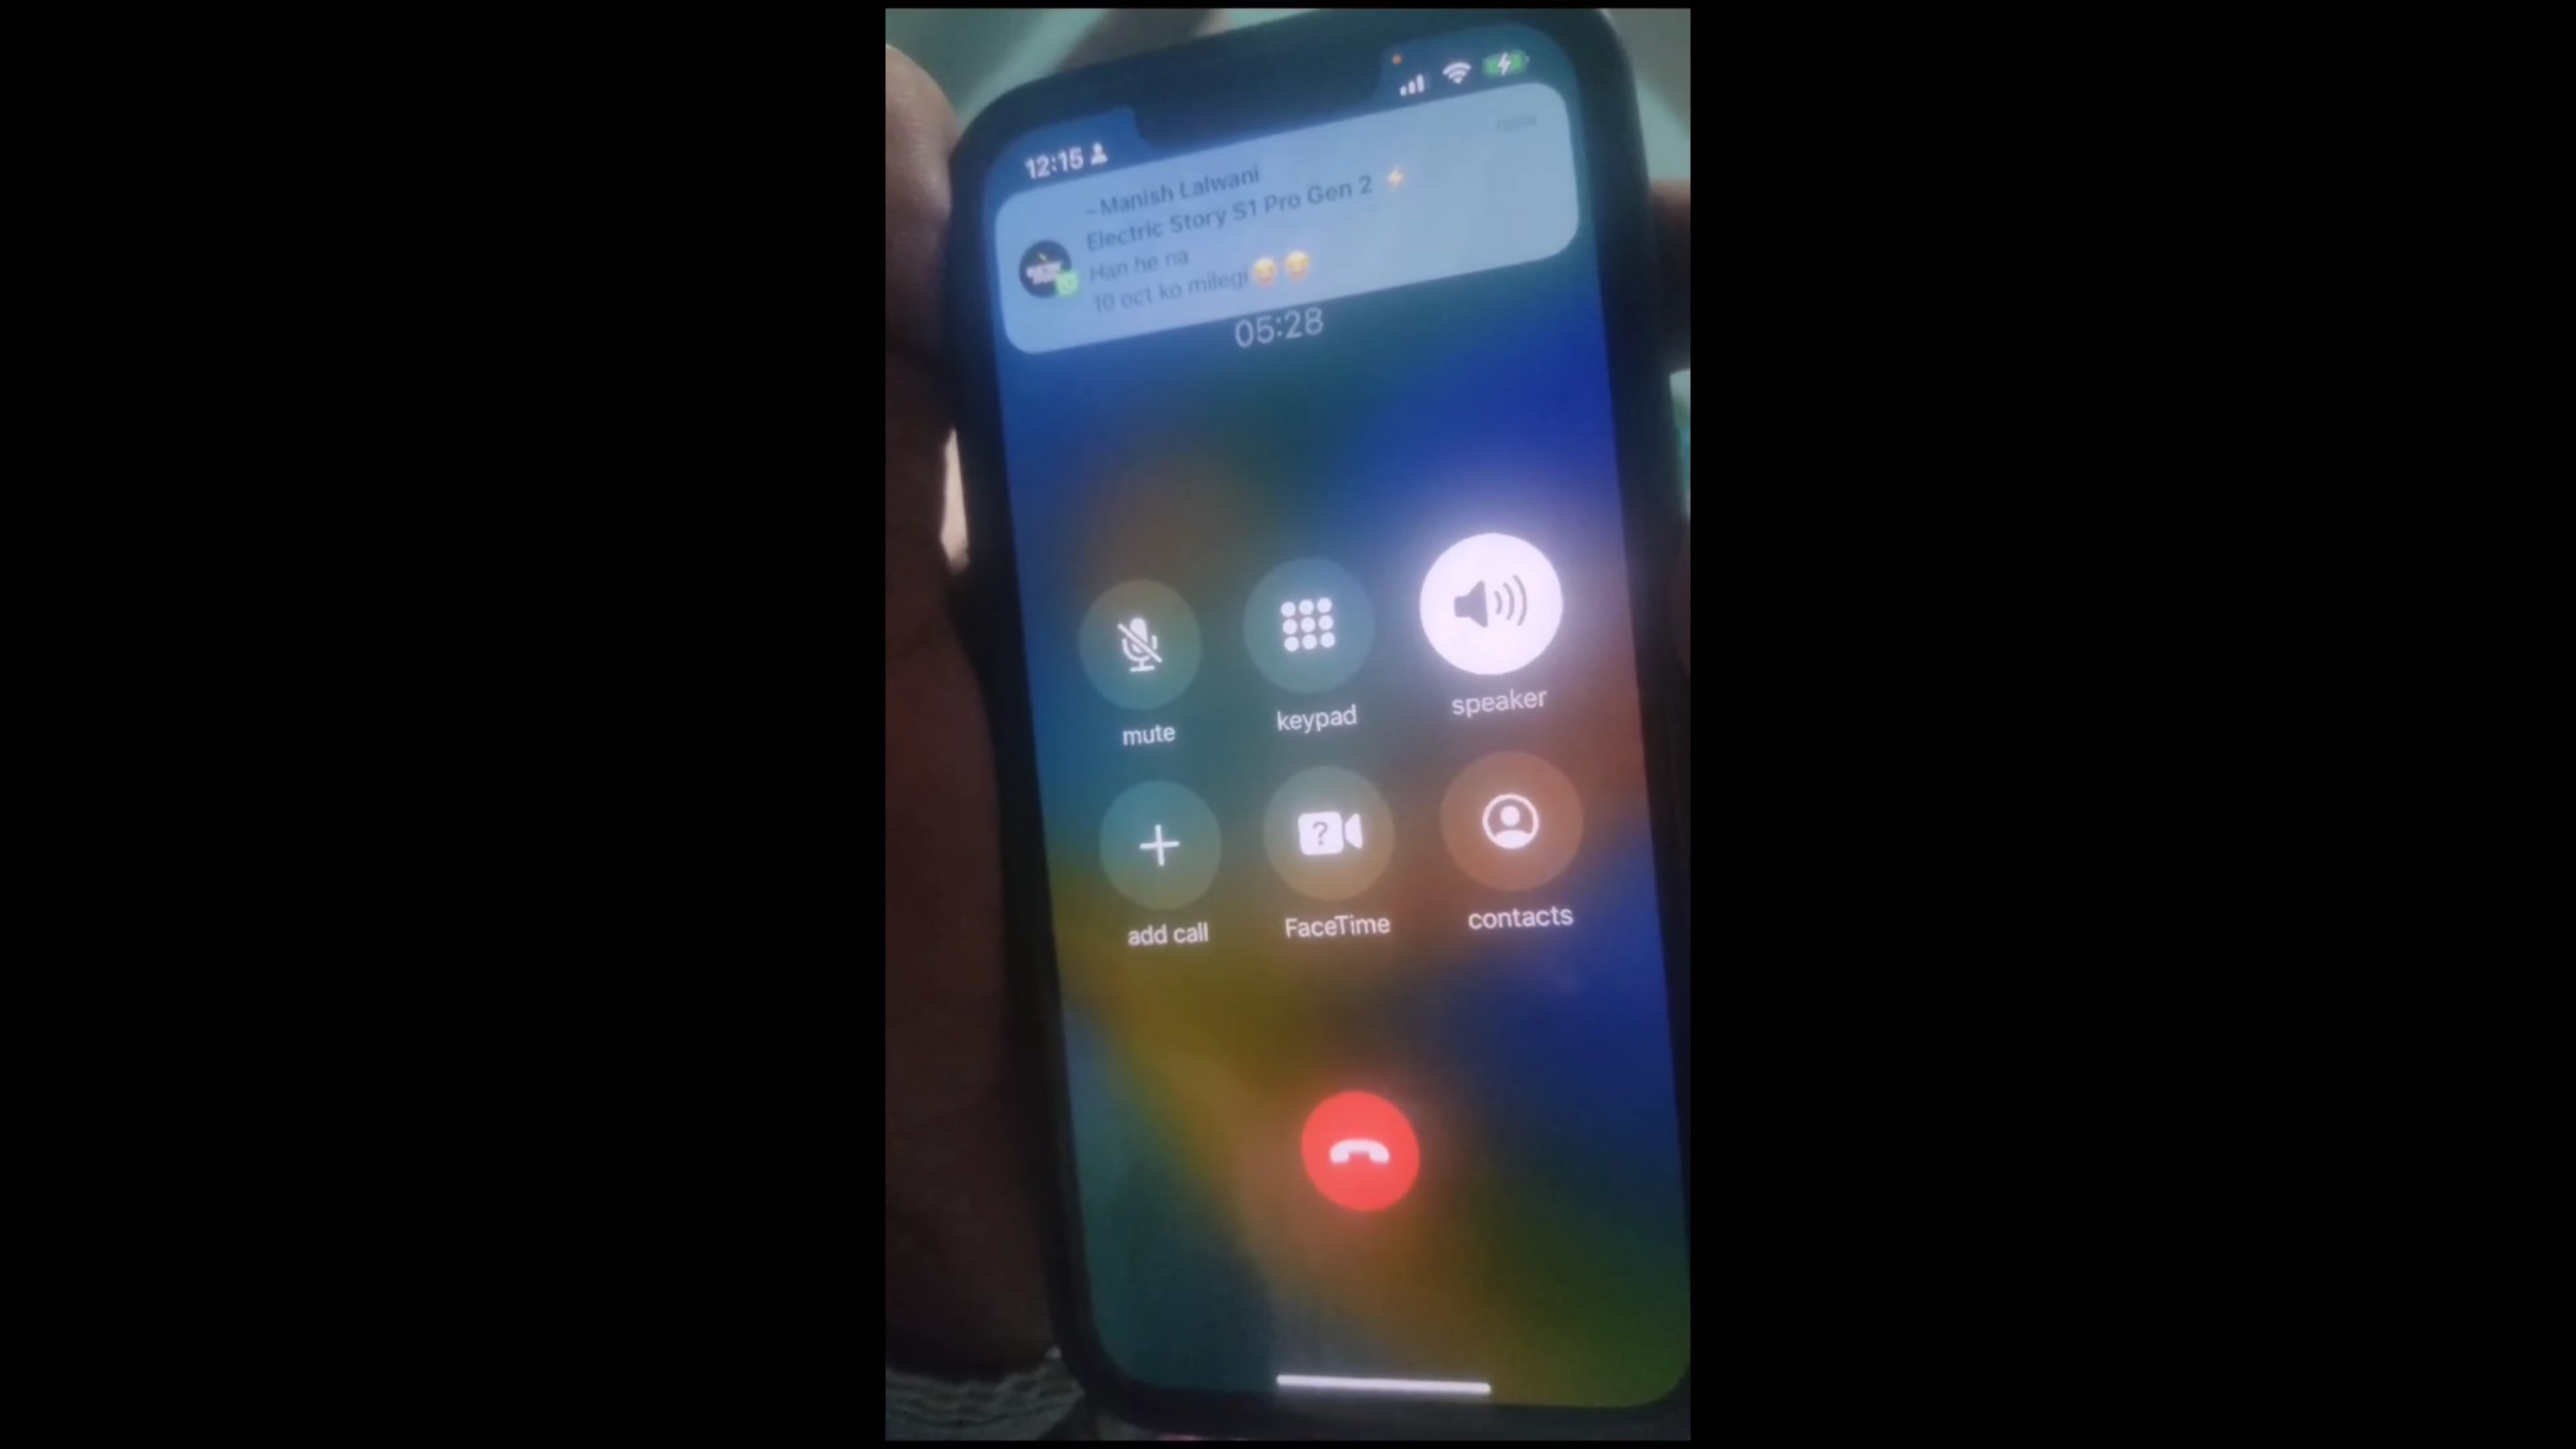 12:15
now
~Manish Lalwani
Electric Story S1 Pro Gen 2 ⚡
Han he na
10 oct ko milegi😂😂
05:28
mute keypad speaker
add call FaceTime contacts